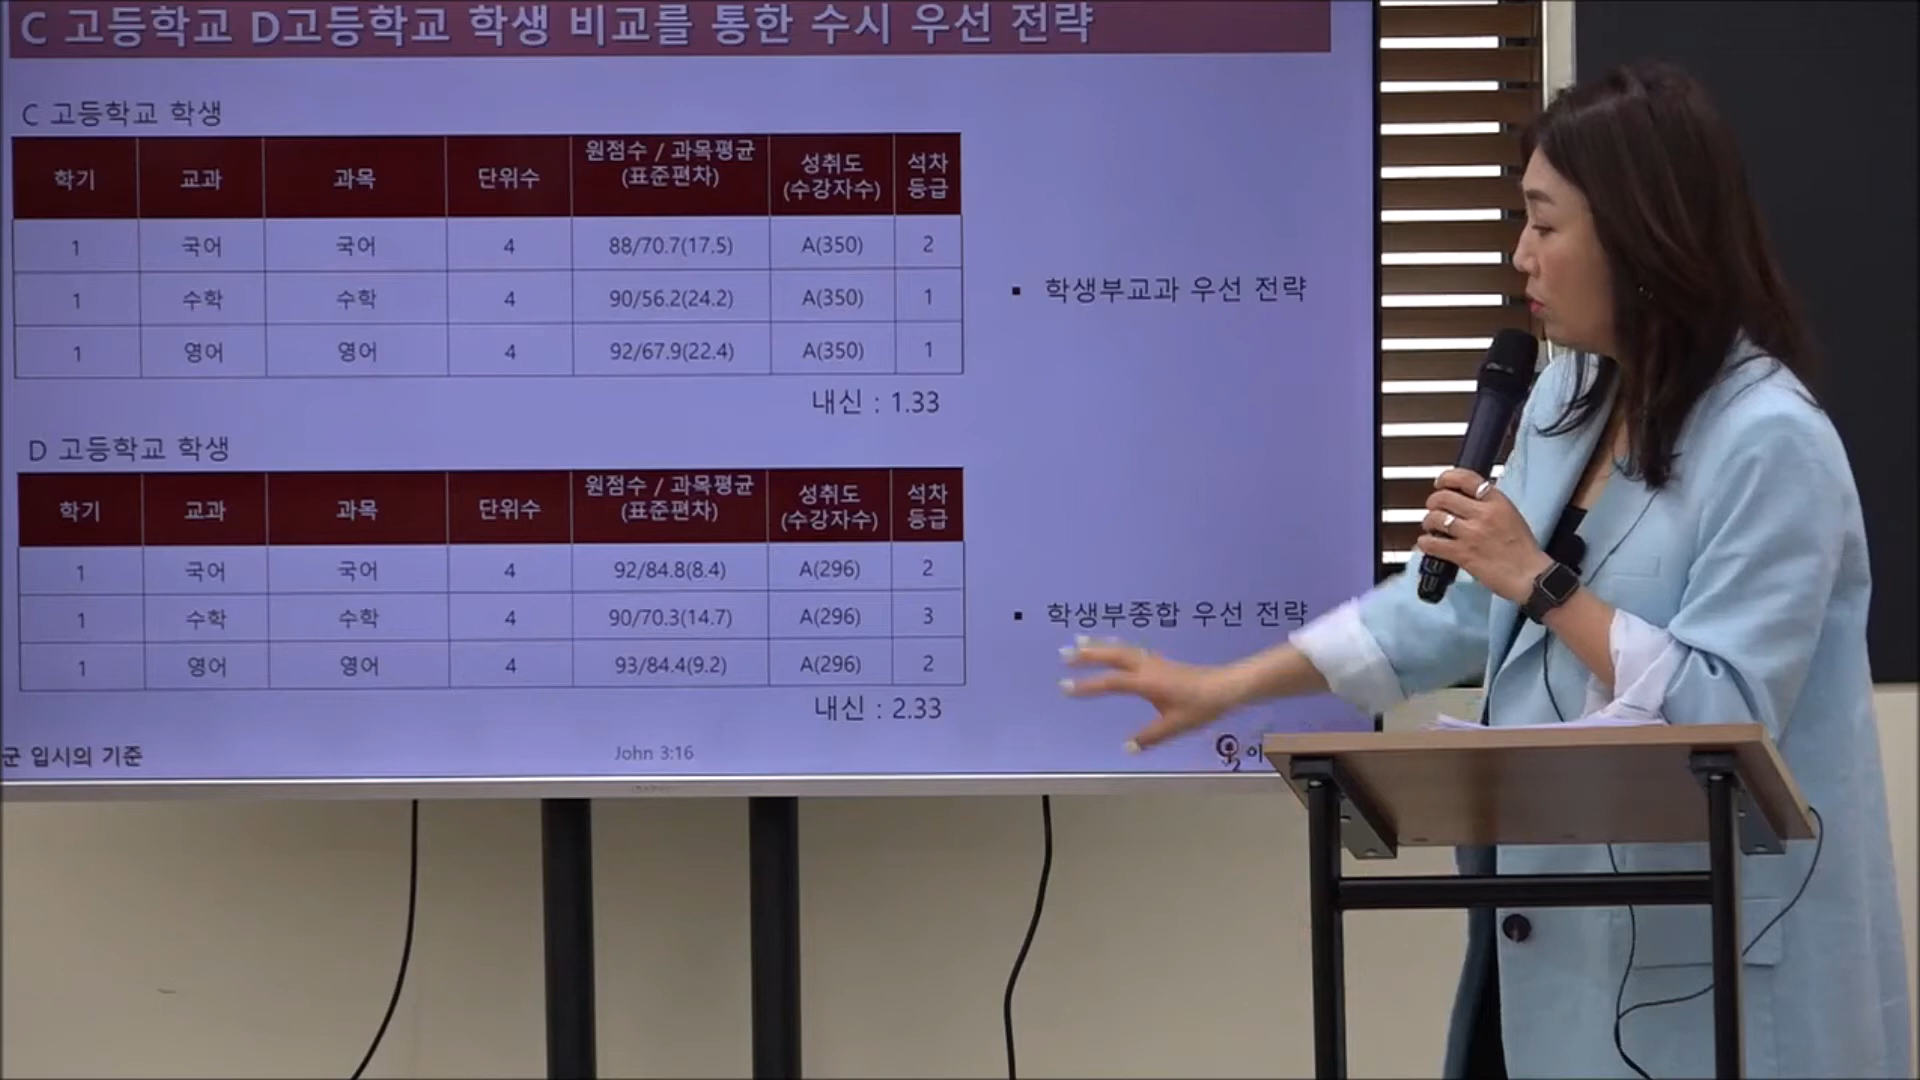 C 고등학교 D고등학교 학생 비교를 통한 수시 우선 전략
C 고등학교 학생
학기 교과 과목 단위수 원점수 / 과목평균 (표준편차) 성취도 (수강자수) 석차 등급
1 국어 국어 4 88/70.7(17.5) A(350) 2
1 수학 수학 4 90/56.2(24.2) A(350) 1
1 영어 영어 4 92/67.9(22.4) A(350) 1
▪ 학생부교과 우선 전략
내신 : 1.33
D 고등학교 학생
학기 교과 과목 단위수 원점수 / 과목평균 (표준편차) 성취도 (수강자수) 석차 등급
1 국어 국어 4 92/84.8(8.4) A(296) 2
1 수학 수학 4 90/70.3(14.7) A(296) 3
1 영어 영어 4 93/84.4(9.2) A(296) 2
▪ 학생부종합 우선 전략
내신 : 2.33
군 입시의 기준
John 3:16
이